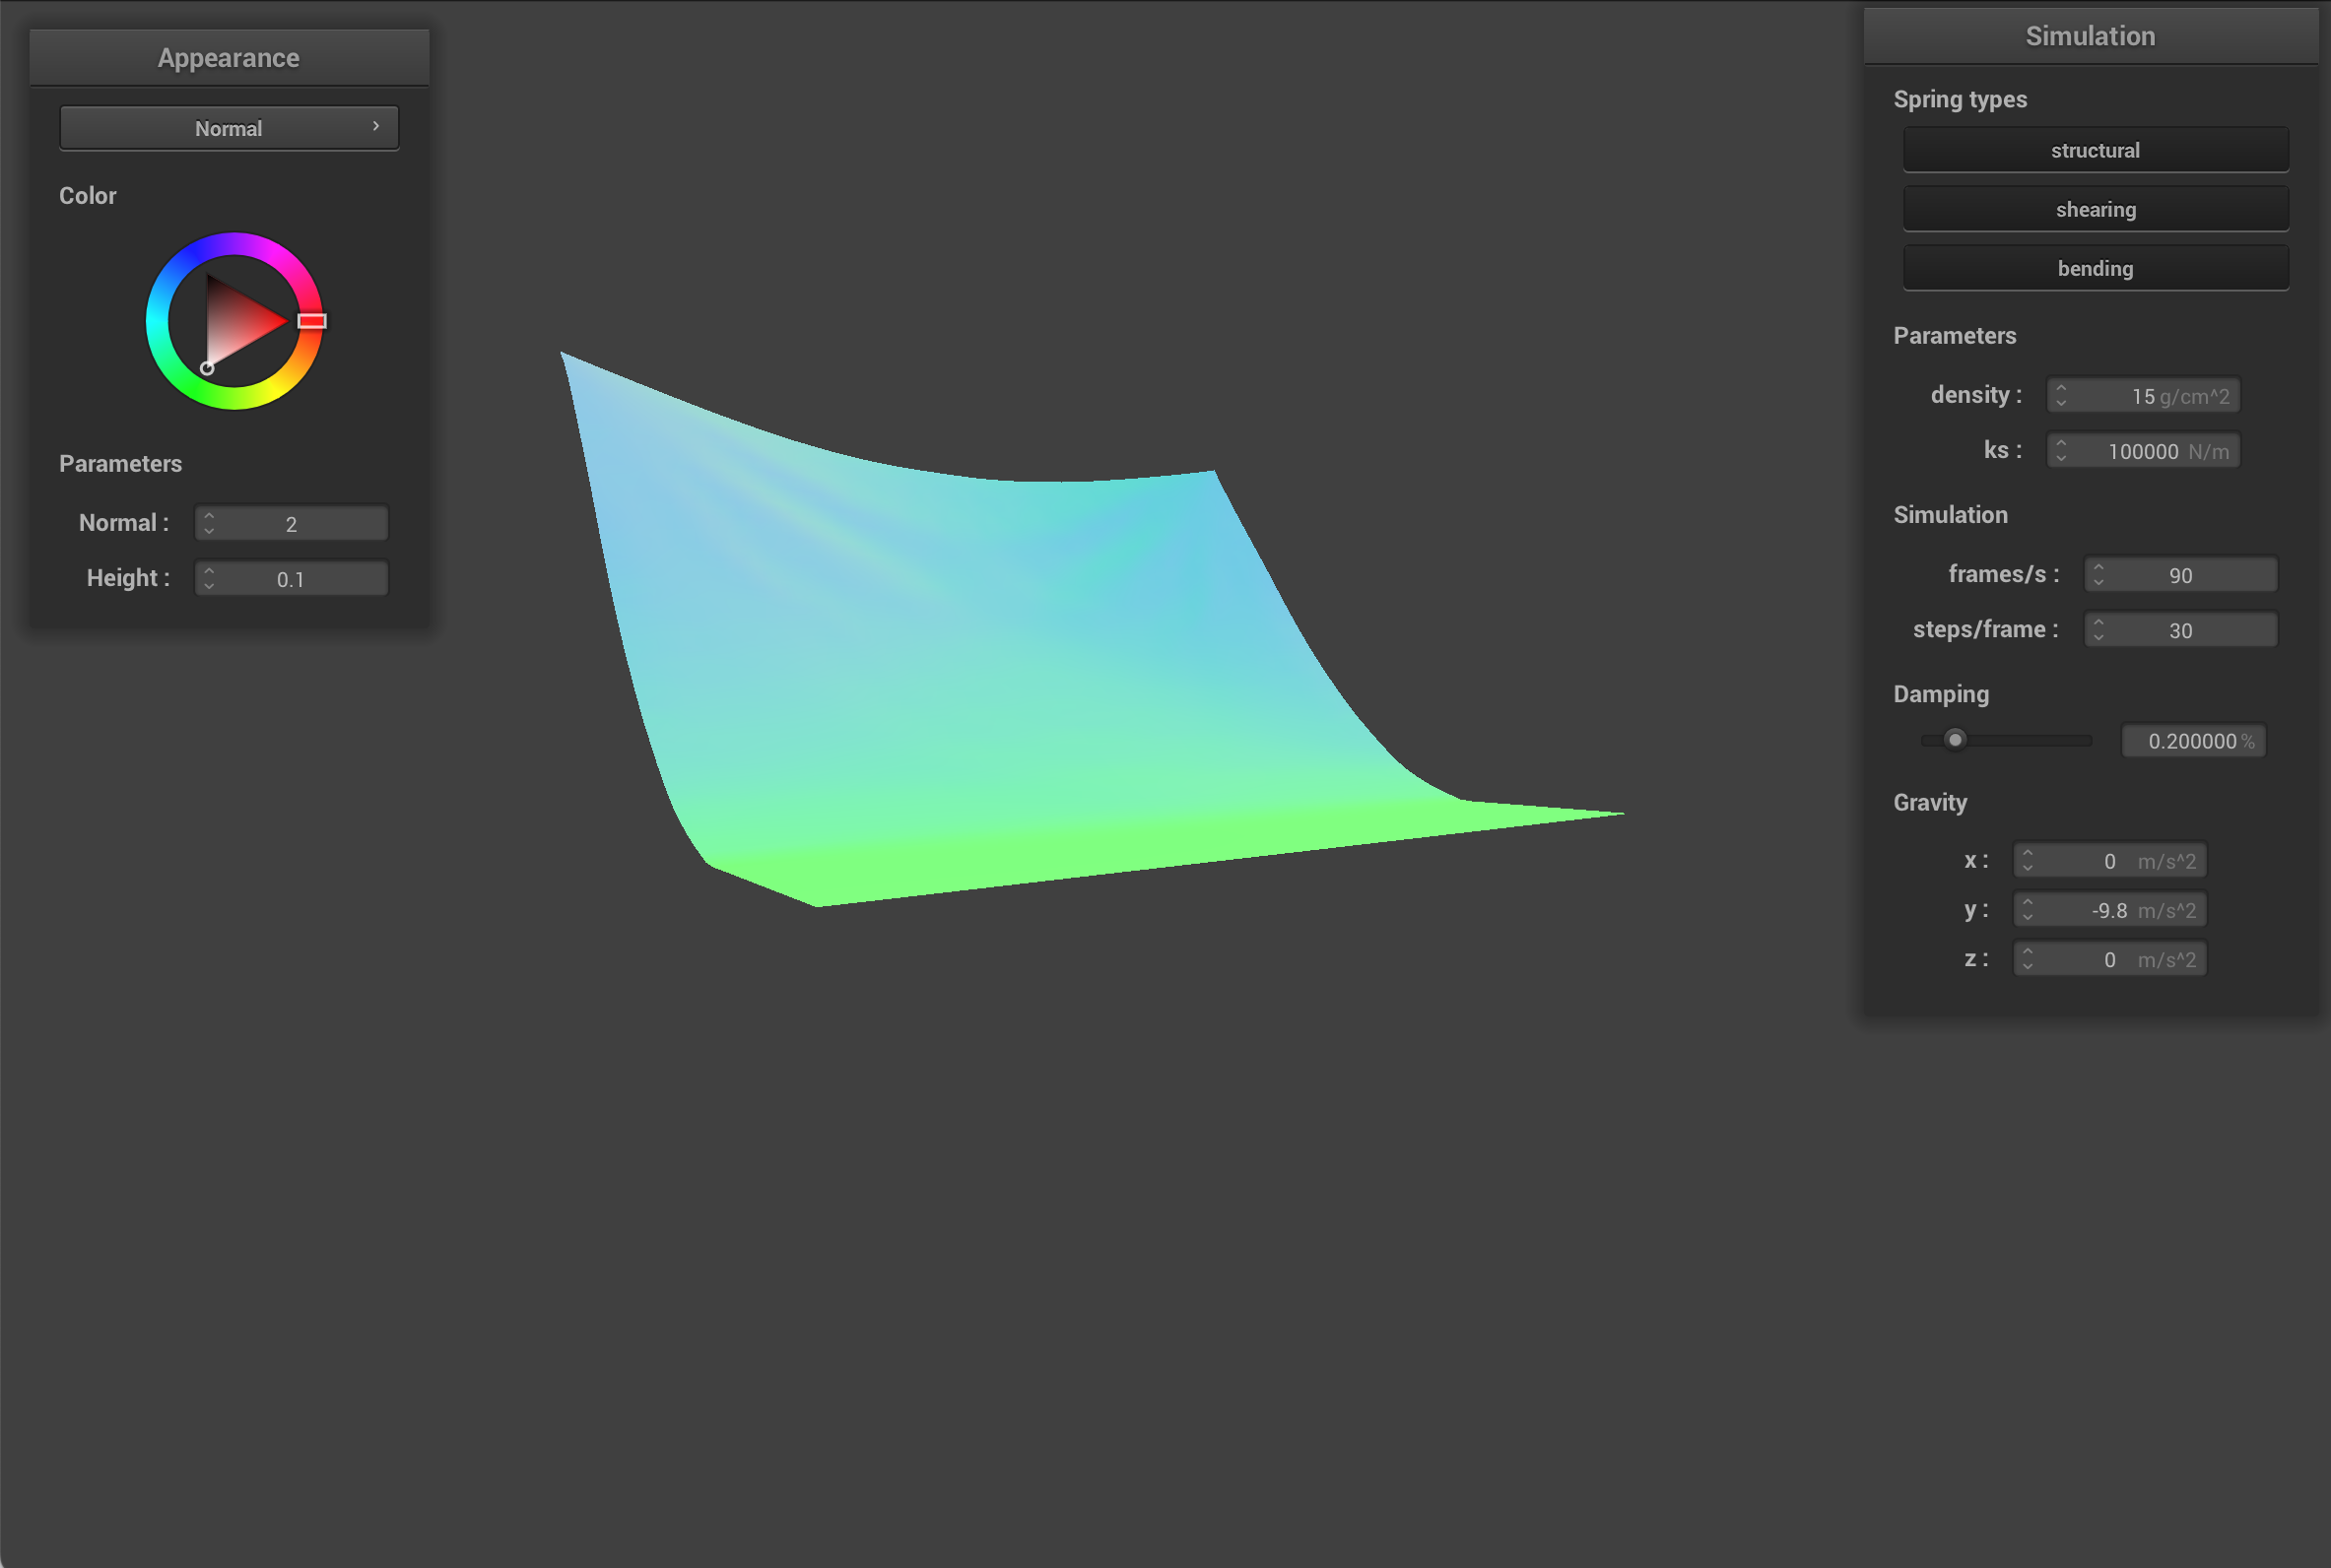 Appearance
Normal
Color
Parameters
Normal : 2
Height : 0.1
Simulation
Spring types
structural
shearing
bending
Parameters
density : 15 g/cm^2
ks : 100000 N/m
Simulation
frames/s : 90
steps/frame : 30
Damping
0.200000 %
Gravity
x : 0 m/s^2
y : -9.8 m/s^2
z : 0 m/s^2